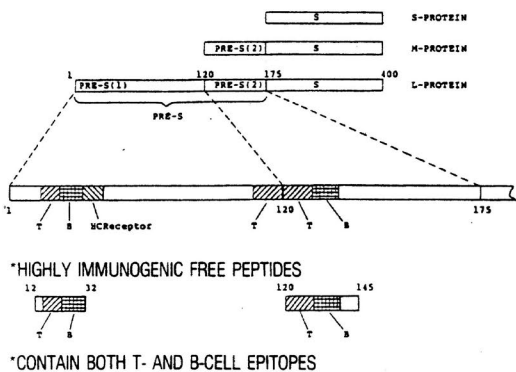 S S-PROTEIN
PRE-S(2) S M-PROTEIN
1 120 175 400
PRE-S(1) PRE-S(2) S L-PROTEIN
PRE-S
'1 120 175
T B HCReceptor T T B
*HIGHLY IMMUNOGENIC FREE PEPTIDES
12 32 120 145
T B T B
*CONTAIN BOTH T- AND B-CELL EPITOPES